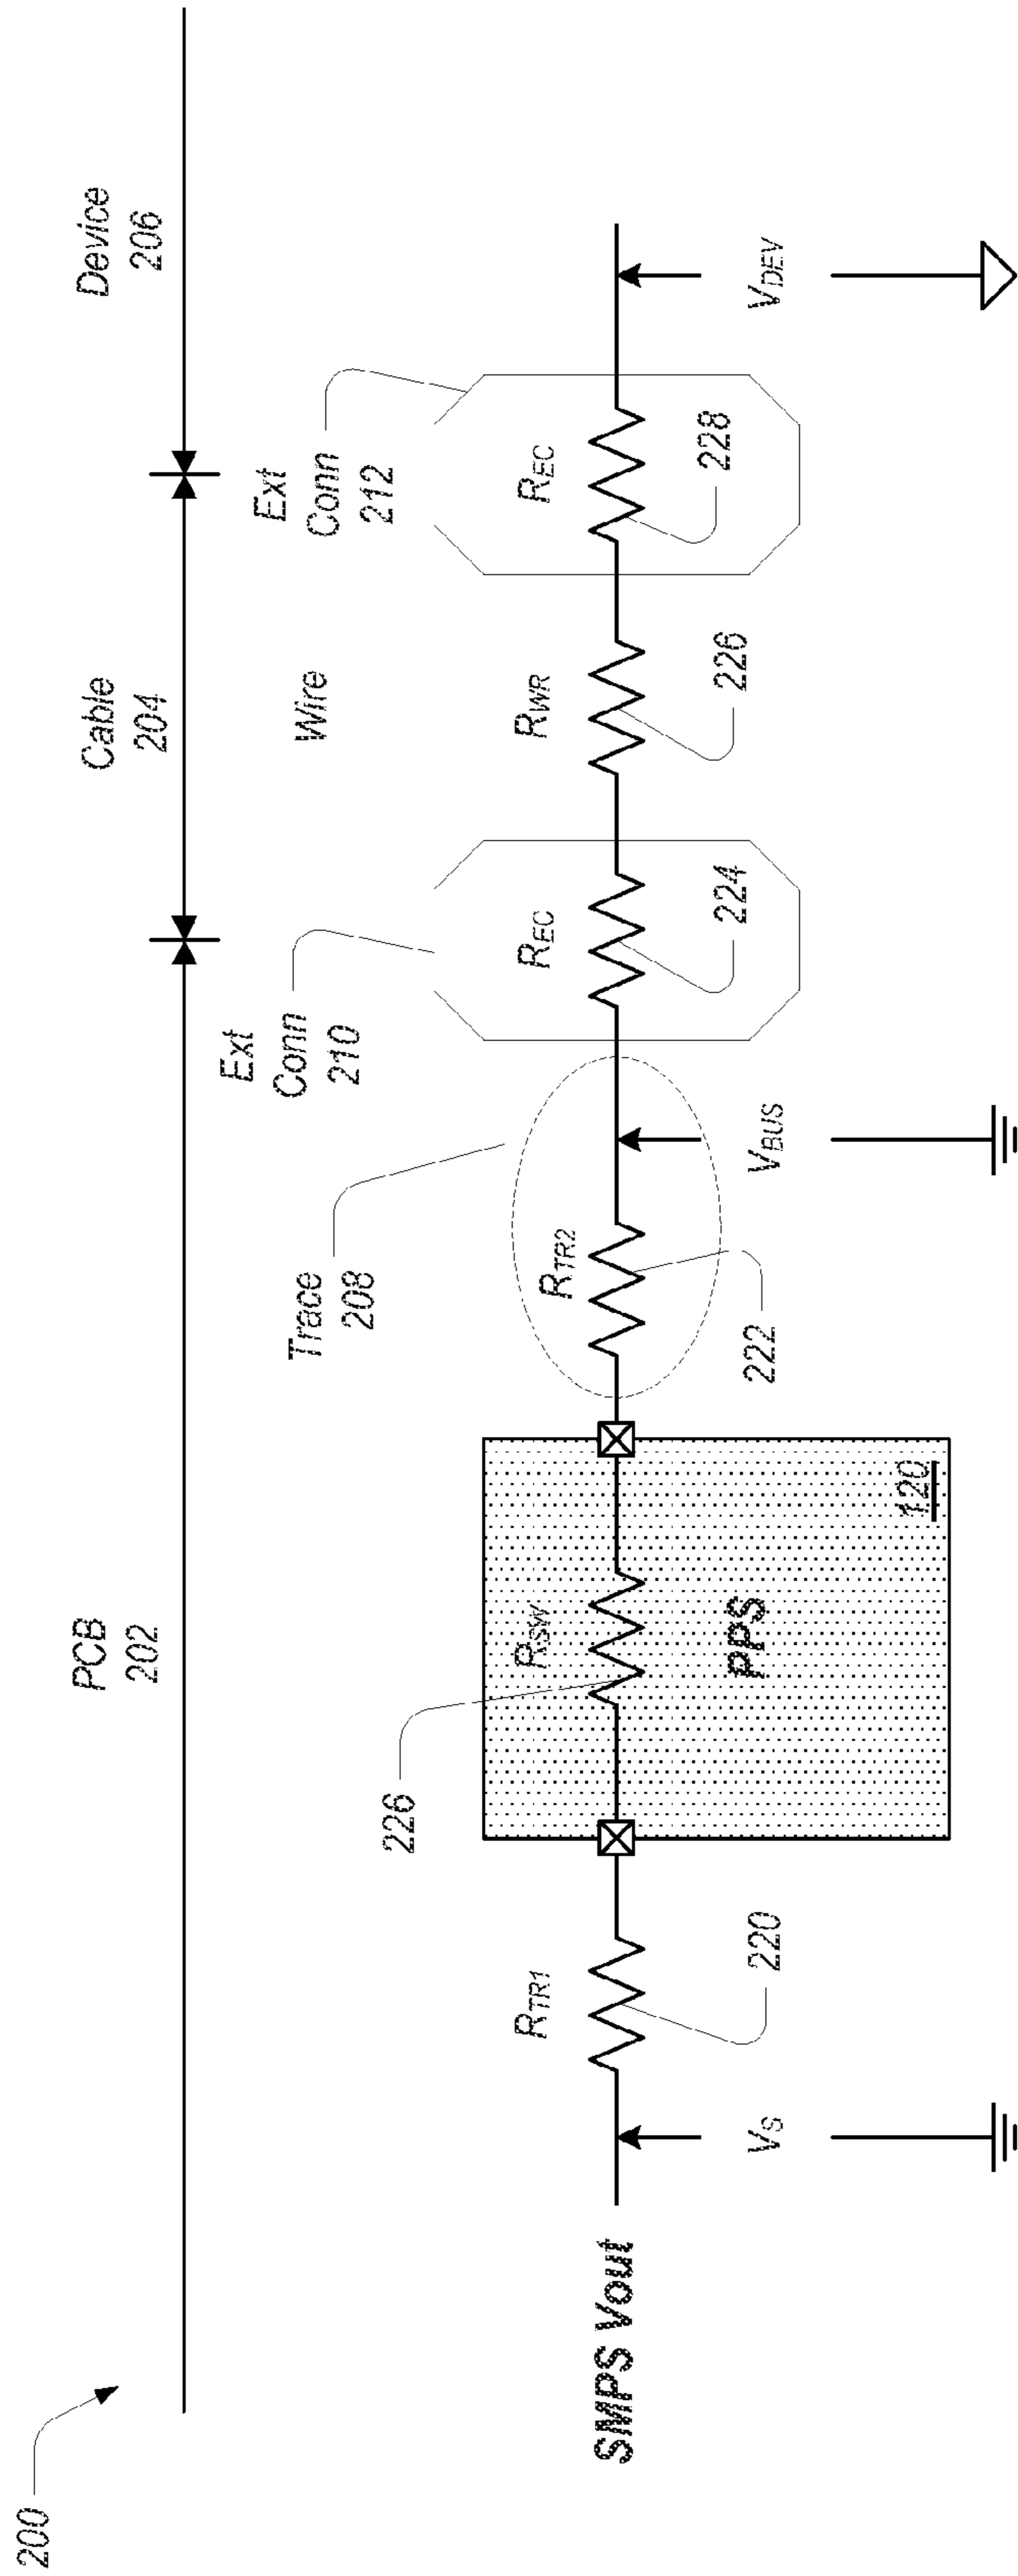 200
PCB
202
Cable
204
Device
206
Trace
208
Ext
Conn
210
Wire
Ext
Conn
212
226
R_TR1
R_SW
R_TR2
R_EC
R_WR
R_EC
SMPS Vout
220
PPS
120
222
224
226
228
V_S
V_BUS
V_DEV